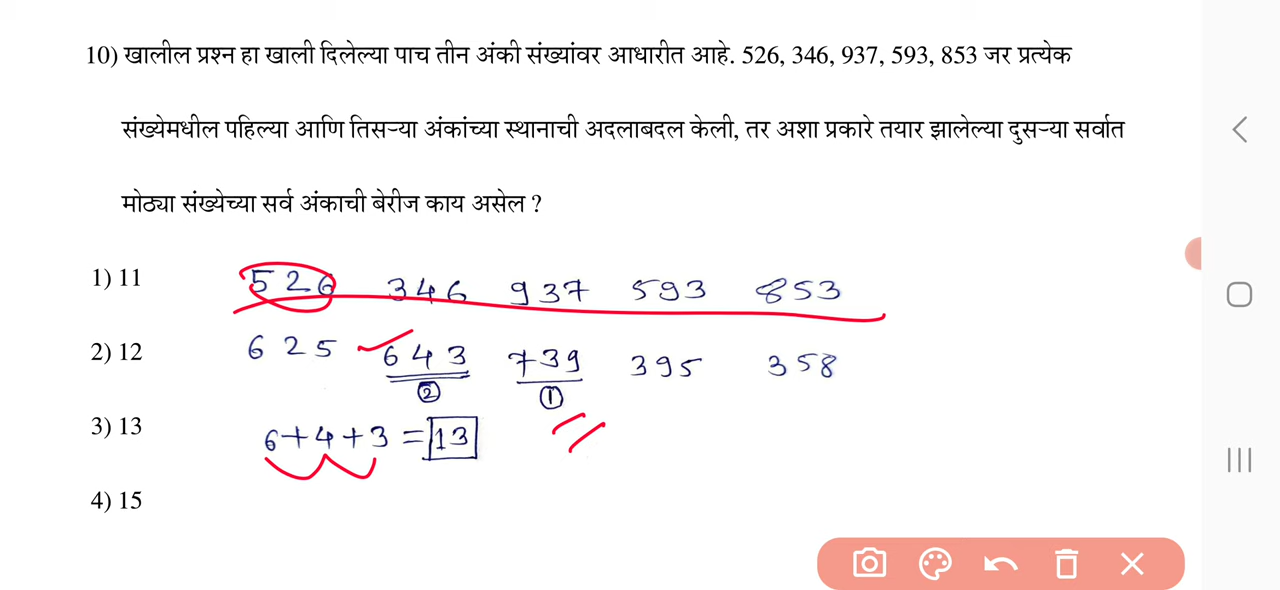 10) खालील प्रश्न हा खाली दिलेल्या पाच तीन अंकी संख्यांवर आधारीत आहे. 526, 346, 937, 593, 853 जर प्रत्येक
संख्येमधील पहिल्या आणि तिसऱ्या अंकांच्या स्थानाची अदलाबदल केली, तर अशा प्रकारे तयार झालेल्या दुसऱ्या सर्वात
मोठ्या संख्येच्या सर्व अंकाची बेरीज काय असेल ?
1) 11
526 346 937 593 853
2) 12
625 643 739 395 358
2 1
3) 13
6+4+3 = 13
4) 15